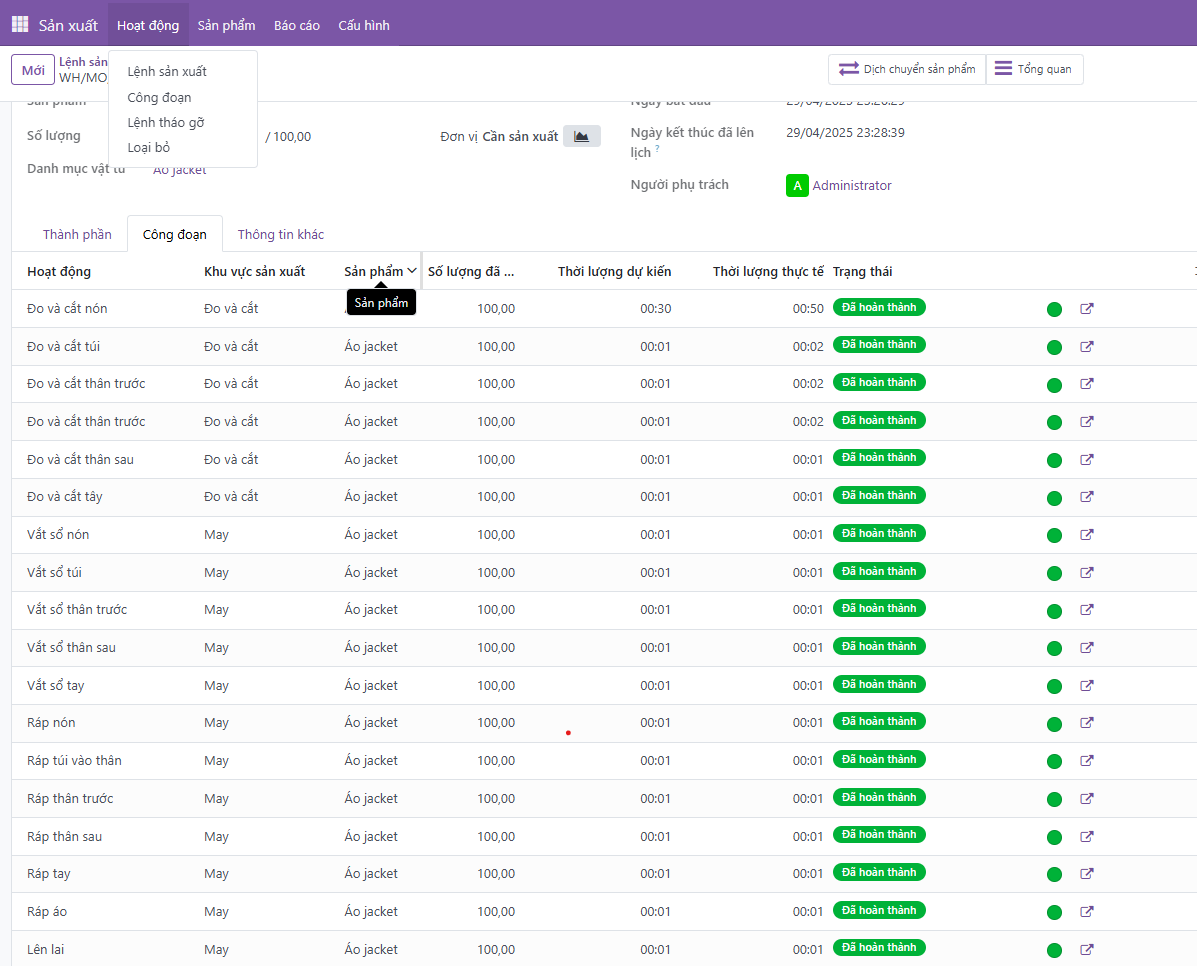 Sản xuất Hoạt động Sản phẩm Báo cáo Cấu hình
Mới
Lệnh sản
WH/MO
Lệnh sản xuất
Công đoạn
Lệnh tháo gỡ
Loại bỏ
Dịch chuyển sản phẩm
Tổng quan
Sản phẩm
Số lượng / 100,00 Đơn vị Cần sản xuất
Danh mục vật tư Áo jacket
Ngày bắt đầu 29/04/2025 23:26:29
Ngày kết thúc đã lên lịch ? 29/04/2025 23:28:39
Người phụ trách A Administrator
Thành phần Công đoạn Thông tin khác
Hoạt động Khu vực sản xuất Sản phẩm Số lượng đã ... Thời lượng dự kiến Thời lượng thực tế Trạng thái
Sản phẩm
Đo và cắt nón Đo và cắt 100,00 00:30 00:50 Đã hoàn thành
Đo và cắt túi Đo và cắt Áo jacket 100,00 00:01 00:02 Đã hoàn thành
Đo và cắt thân trước Đo và cắt Áo jacket 100,00 00:01 00:02 Đã hoàn thành
Đo và cắt thân trước Đo và cắt Áo jacket 100,00 00:01 00:02 Đã hoàn thành
Đo và cắt thân sau Đo và cắt Áo jacket 100,00 00:01 00:01 Đã hoàn thành
Đo và cắt tây Đo và cắt Áo jacket 100,00 00:01 00:01 Đã hoàn thành
Vắt sổ nón May Áo jacket 100,00 00:01 00:01 Đã hoàn thành
Vắt sổ túi May Áo jacket 100,00 00:01 00:01 Đã hoàn thành
Vắt sổ thân trước May Áo jacket 100,00 00:01 00:01 Đã hoàn thành
Vắt sổ thân sau May Áo jacket 100,00 00:01 00:01 Đã hoàn thành
Vắt sổ tay May Áo jacket 100,00 00:01 00:01 Đã hoàn thành
Ráp nón May Áo jacket 100,00 00:01 00:01 Đã hoàn thành
Ráp túi vào thân May Áo jacket 100,00 00:01 00:01 Đã hoàn thành
Ráp thân trước May Áo jacket 100,00 00:01 00:01 Đã hoàn thành
Ráp thân sau May Áo jacket 100,00 00:01 00:01 Đã hoàn thành
Ráp tay May Áo jacket 100,00 00:01 00:01 Đã hoàn thành
Ráp áo May Áo jacket 100,00 00:01 00:01 Đã hoàn thành
Lên lai May Áo jacket 100,00 00:01 00:01 Đã hoàn thành